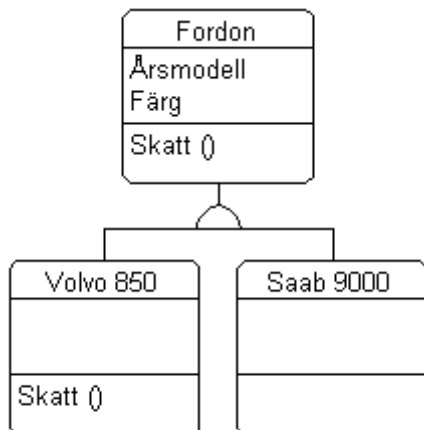 Fordon
Årsmodell
Färg
Skatt ()
Volvo 850
Skatt ()
Saab 9000